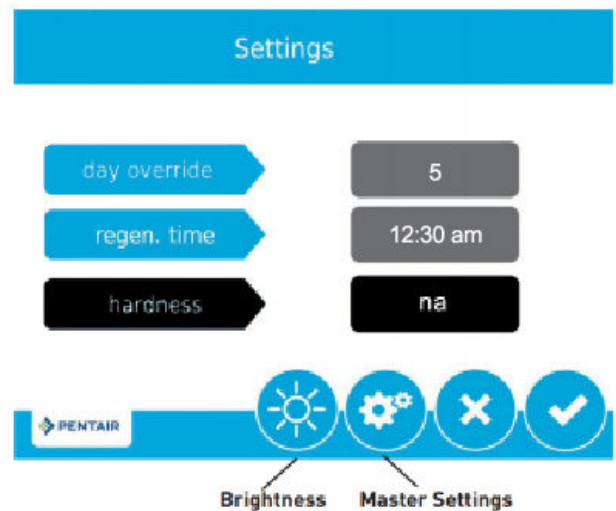 Settings
day override 5
regen. time 12:30 am
hardness na
PENTAIR
Brightness Master Settings